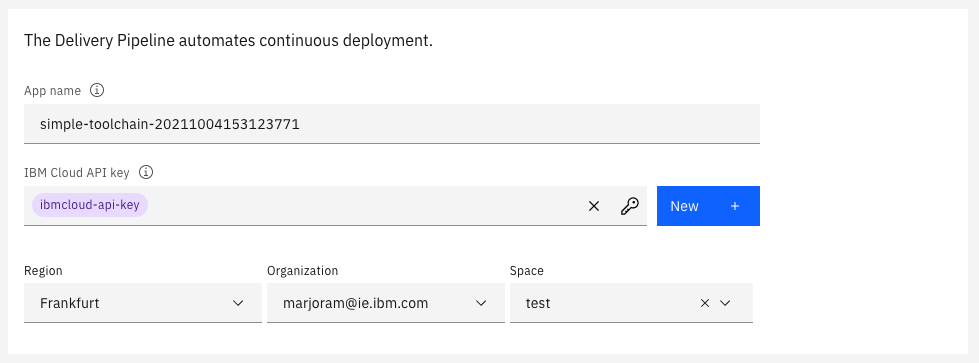 The Delivery Pipeline automates continuous deployment.
App name
simple-toolchain-20211004153123771
IBM Cloud API key
ibmcloud-api-key
New +
Region Organization Space
Frankfurt marjoram@ie.ibm.com test